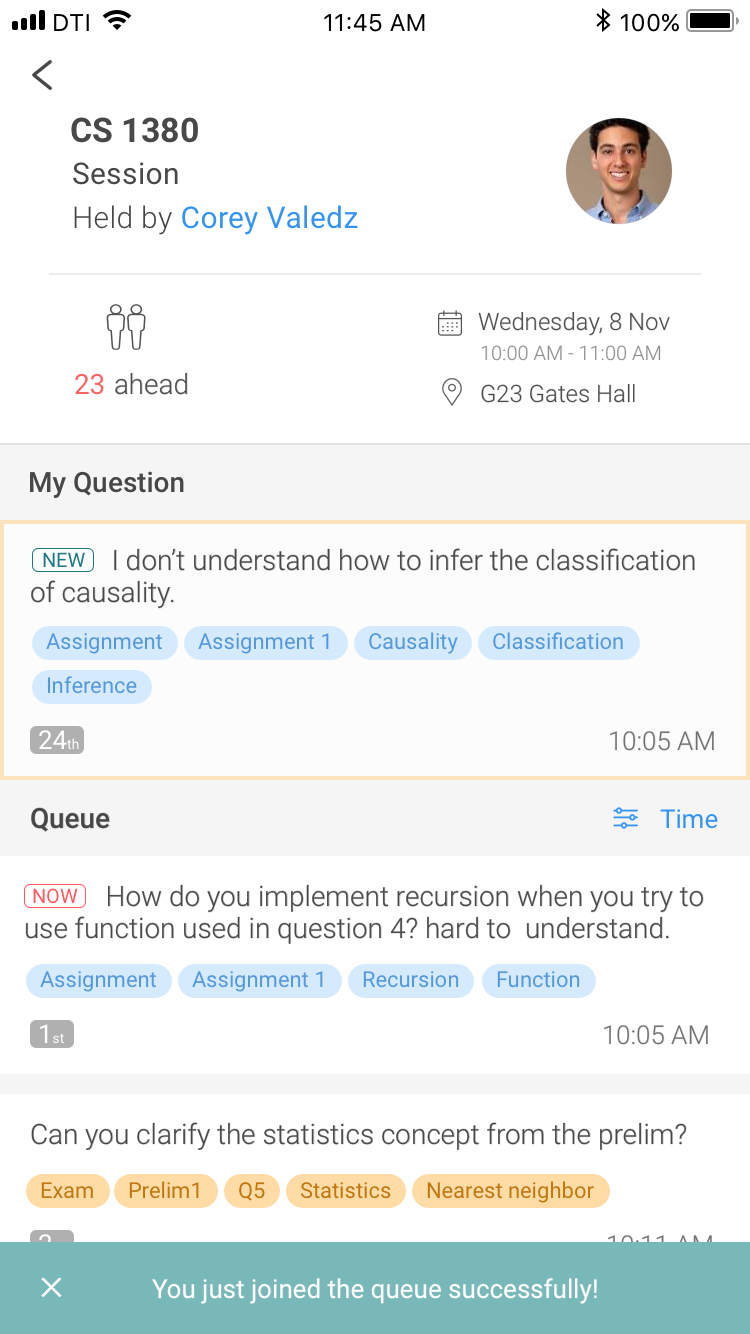 DTI 11:45 AM 100%
CS 1380
Session
Held by Corey Valedz
23 ahead
Wednesday, 8 Nov
10:00 AM - 11:00 AM
G23 Gates Hall
My Question
NEW I don’t understand how to infer the classification
of causality.
Assignment Assignment 1 Causality Classification
Inference
24th 10:05 AM
Queue Time
NOW How do you implement recursion when you try to
use function used in question 4? hard to understand.
Assignment Assignment 1 Recursion Function
1st 10:05 AM
Can you clarify the statistics concept from the prelim?
Exam Prelim1 Q5 Statistics Nearest neighbor
10:11 AM
You just joined the queue successfully!